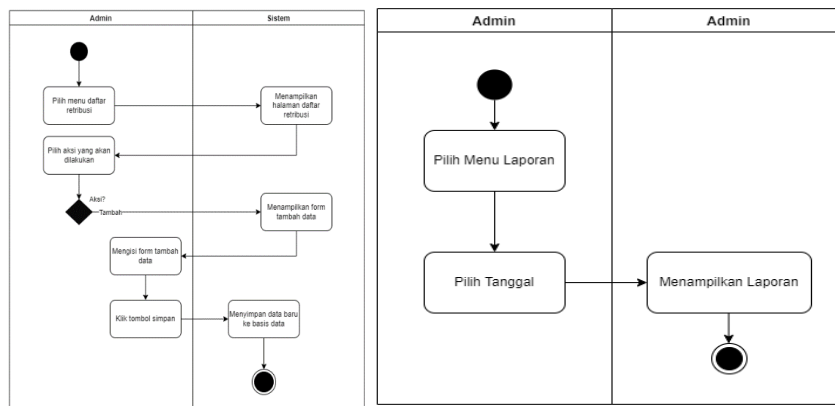 Admin
Sistem
Pilih menu daftar
retribusi
Menampilkan
halaman daftar
retribusi
Pilih aksi yang akan
dilakukan
Aksi?
Tambah
Menampilkan form
tambah data
Mengisi form tambah
data
Klik tombol simpan
Menyimpan data baru
ke basis data
Admin
Admin
Pilih Menu Laporan
Pilih Tanggal
Menampilkan Laporan